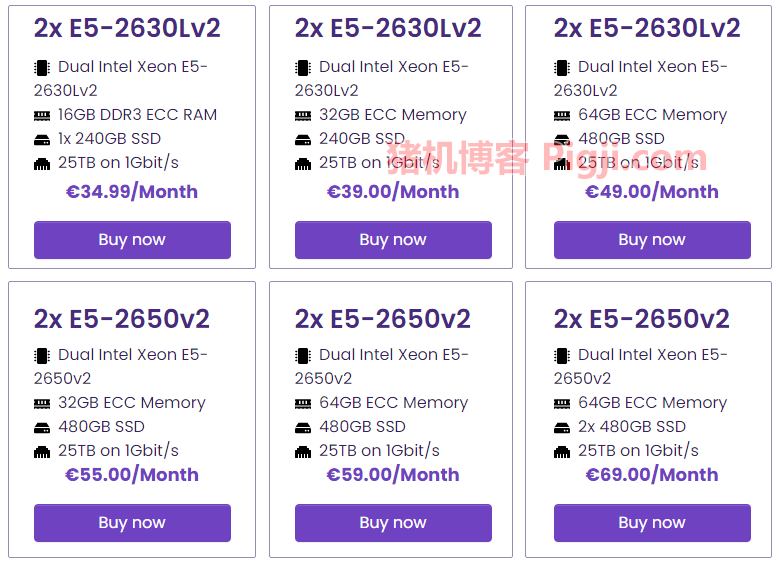 2x E5-2630Lv2
Dual Intel Xeon E5-
2630Lv2
16GB DDR3 ECC RAM
1x 240GB SSD
25TB on 1Gbit/s
€34.99/Month
Buy now
2x E5-2630Lv2
Dual Intel Xeon E5-
2630Lv2
32GB ECC Memory
240GB SSD
25TB on 1Gbit/s
€39.00/Month
Buy now
2x E5-2630Lv2
Dual Intel Xeon E5-
2630Lv2
64GB ECC Memory
480GB SSD
25TB on 1Gbit/s
€49.00/Month
Buy now
猪机博客 Pigji.com
2x E5-2650v2
Dual Intel Xeon E5-
2650v2
32GB ECC Memory
480GB SSD
25TB on 1Gbit/s
€55.00/Month
Buy now
2x E5-2650v2
Dual Intel Xeon E5-
2650v2
64GB ECC Memory
480GB SSD
25TB on 1Gbit/s
€59.00/Month
Buy now
2x E5-2650v2
Dual Intel Xeon E5-
2650v2
64GB ECC Memory
2x 480GB SSD
25TB on 1Gbit/s
€69.00/Month
Buy now